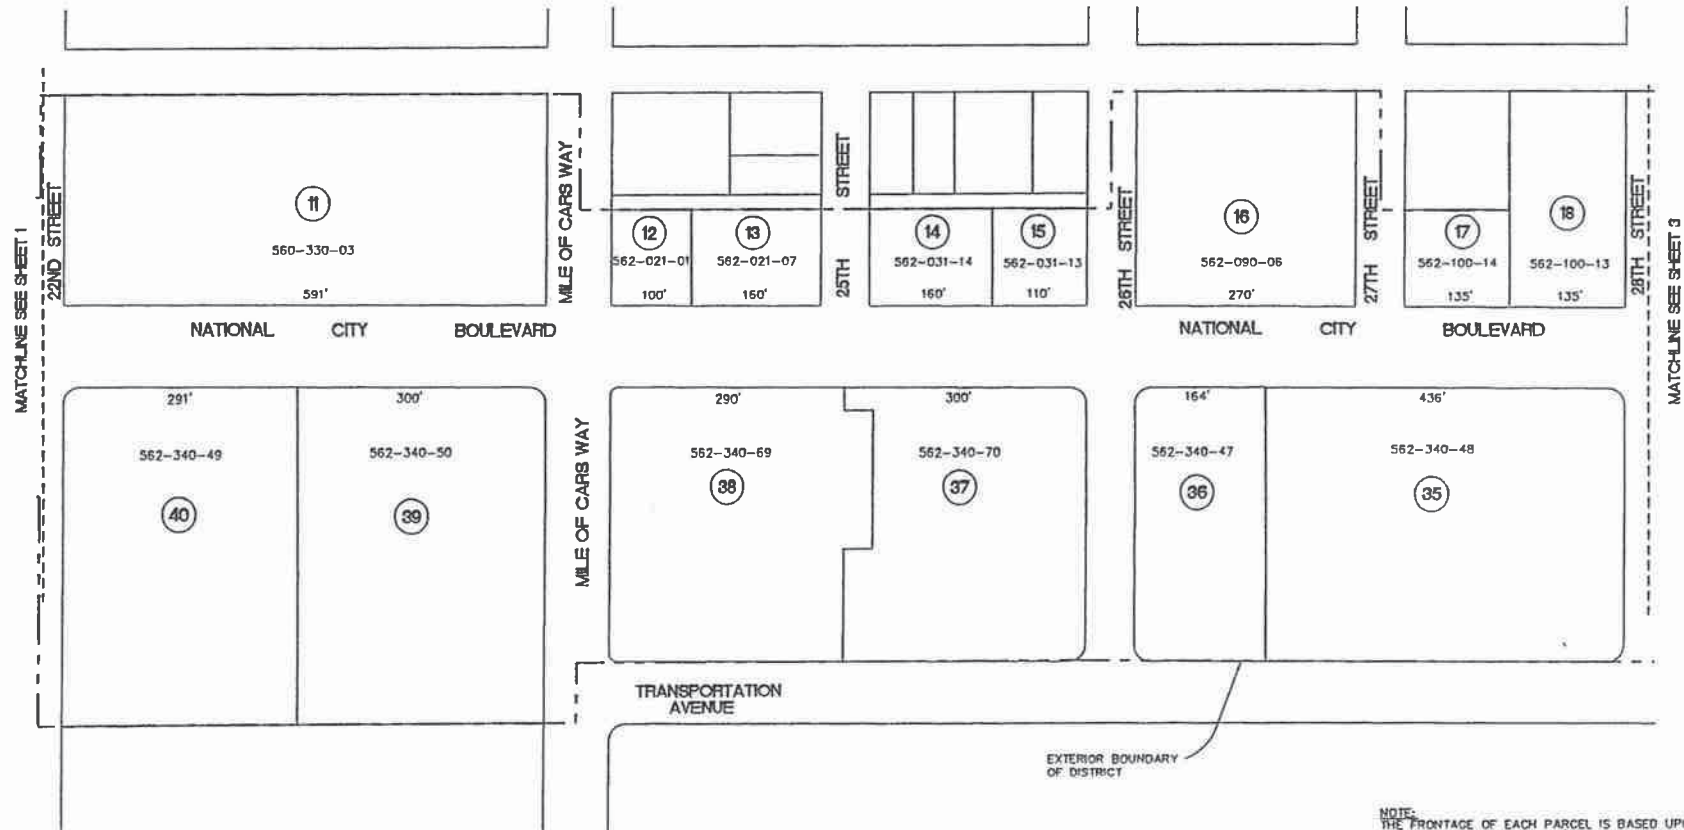 MATCHLINE SEE SHEET 1
22ND STREET
11
560-330-03
591'
MILE OF CARS WAY
12
562-021-01
100'
13
562-021-07
160'
25TH STREET
14
562-031-14
160'
15
562-031-13
110'
26TH STREET
16
562-090-06
270'
27TH STREET
17
562-100-14
135'
18
562-100-13
135'
28TH STREET
MATCHLINE SEE SHEET 3
NATIONAL CITY BOULEVARD
NATIONAL CITY BOULEVARD
291'
562-340-49
40
300'
562-340-50
39
MILE OF CARS WAY
290'
562-340-69
38
300'
562-340-70
37
164'
562-340-47
36
436'
562-340-48
35
TRANSPORTATION
AVENUE
EXTERIOR BOUNDARY
OF DISTRICT
NOTE:
THE FRONTAGE OF EACH PARCEL IS BASED